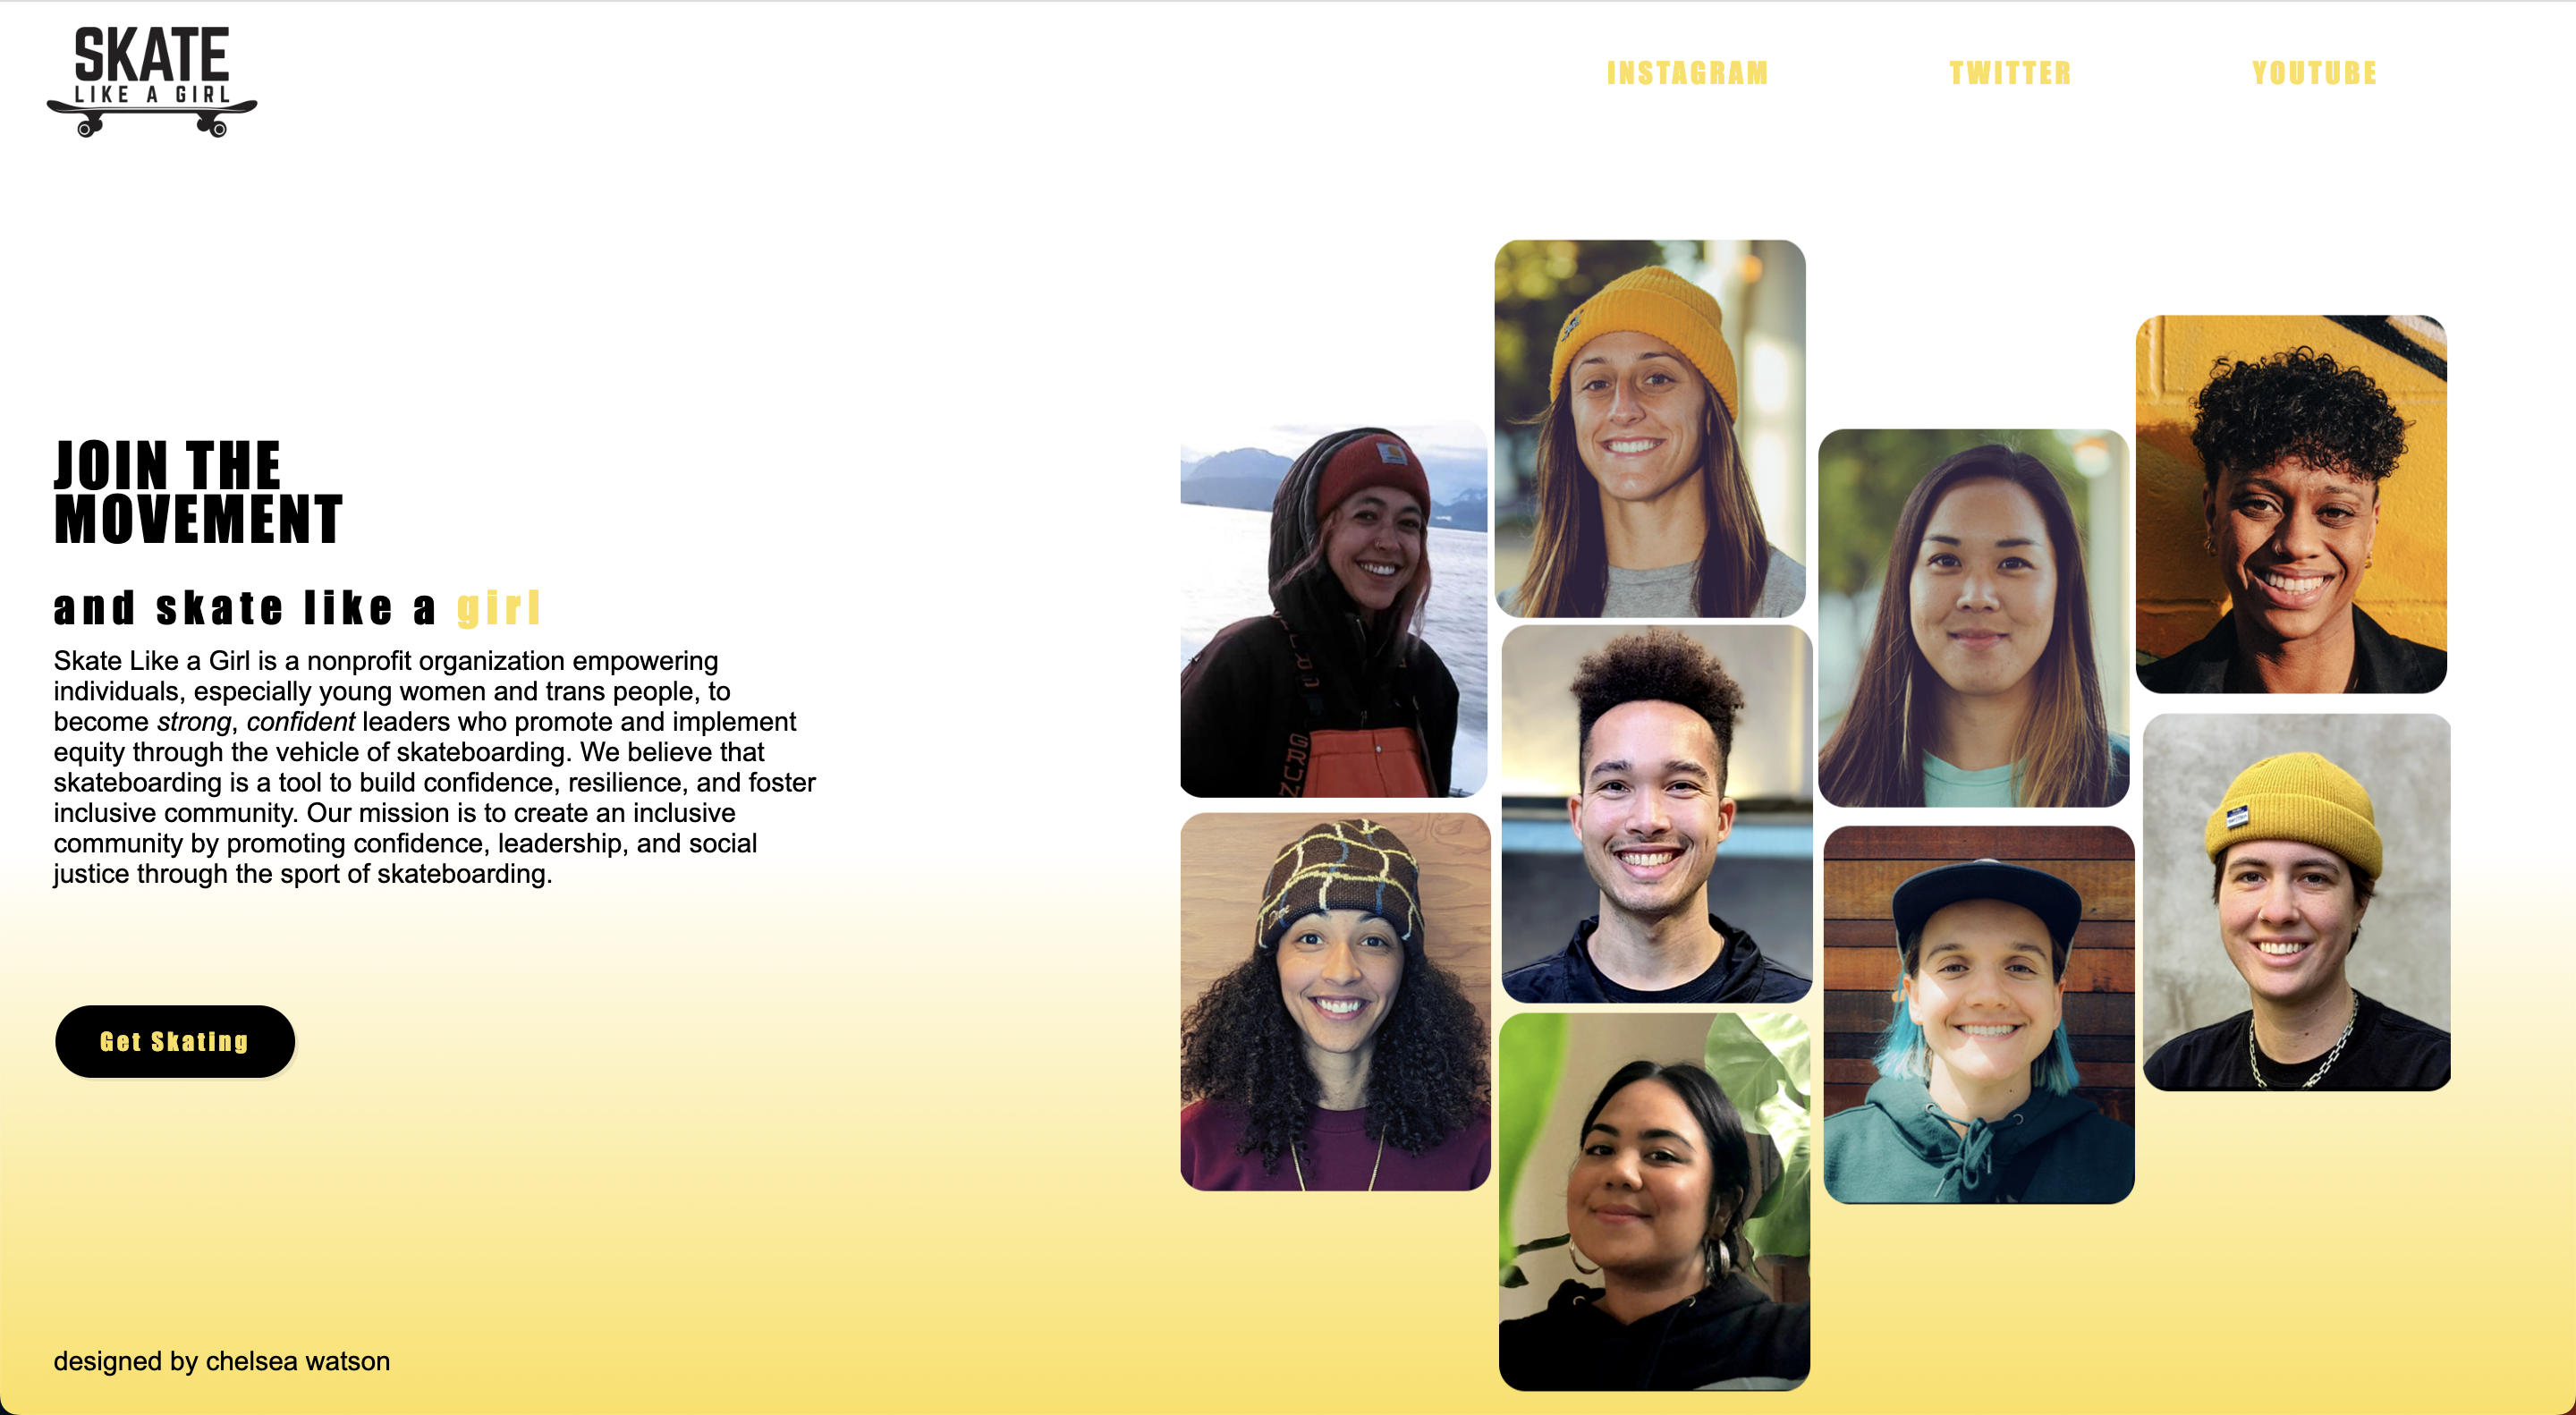 SKATE
LIKE A GIRL
INSTAGRAM
TWITTER
YOUTUBE
JOIN THE
MOVEMENT
and skate like a girl
Skate Like a Girl is a nonprofit organization empowering
individuals, especially young women and trans people, to
become strong, confident leaders who promote and implement
equity through the vehicle of skateboarding. We believe that
skateboarding is a tool to build confidence, resilience, and foster
inclusive community. Our mission is to create an inclusive
community by promoting confidence, leadership, and social
justice through the sport of skateboarding.
Get Skating
designed by chelsea watson